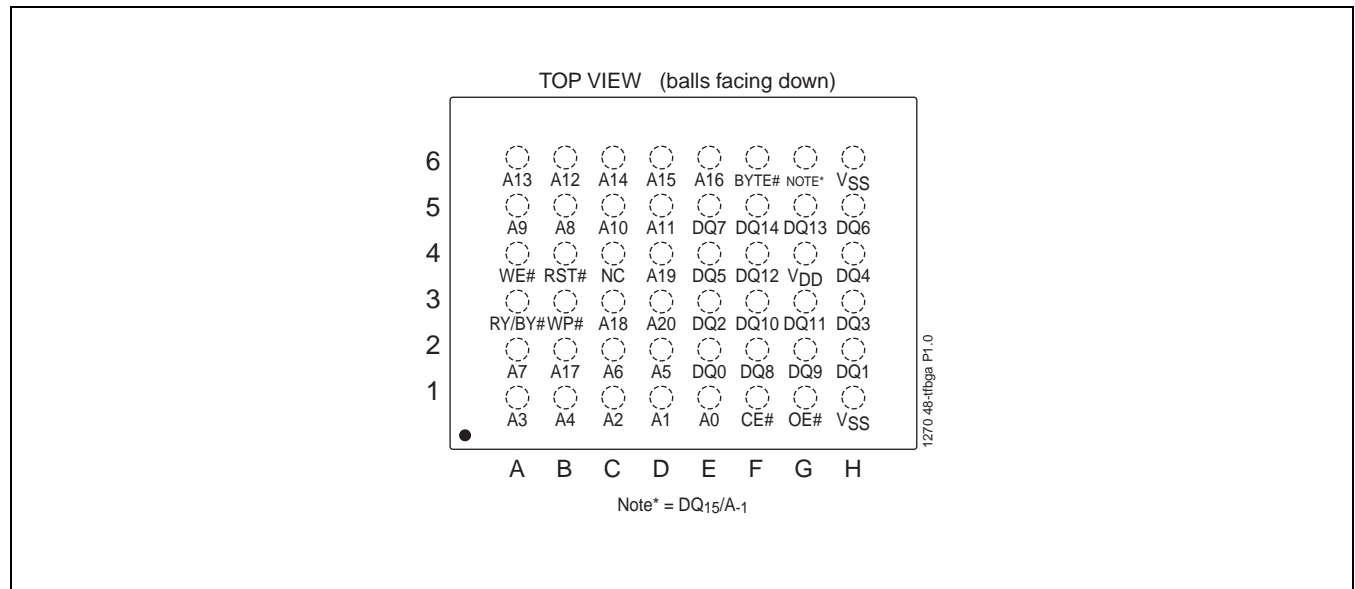 TOP VIEW (balls facing down)
6
A13 A12 A14 A15 A16 BYTE# NOTE* VSS
5
A9 A8 A10 A11 DQ7 DQ14 DQ13 DQ6
4
WE# RST# NC A19 DQ5 DQ12 VDD DQ4
3
RY/BY# WP# A18 A20 DQ2 DQ10 DQ11 DQ3
2
A7 A17 A6 A5 DQ0 DQ8 DQ9 DQ1
1
A3 A4 A2 A1 A0 CE# OE# VSS
A B C D E F G H
1270 48-tfbga P1.0
Note* = DQ15/A-1